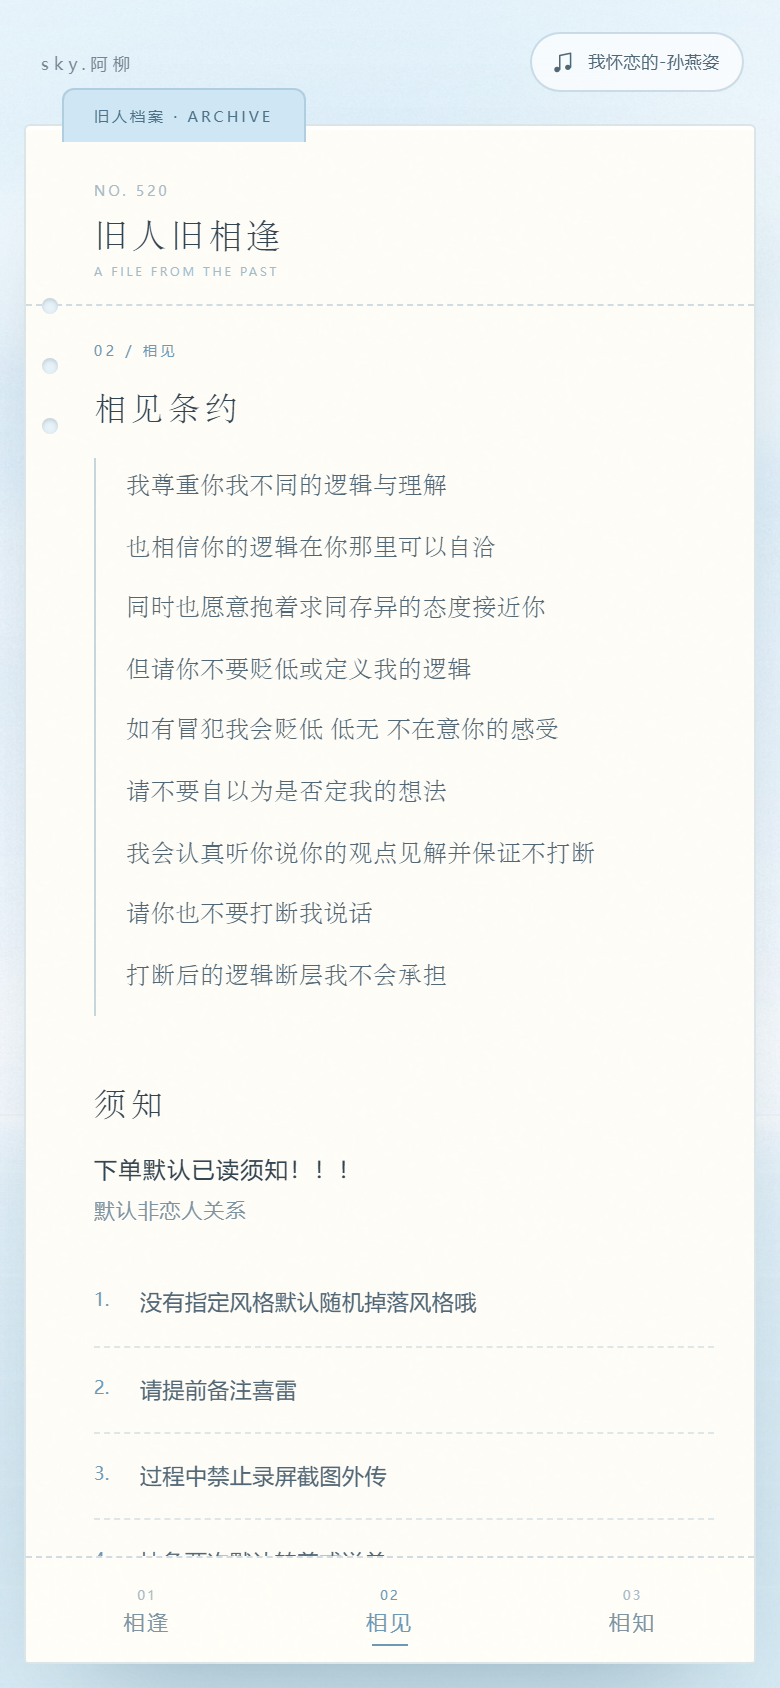 sky.阿柳
我怀恋的-孙燕姿
旧人档案 · ARCHIVE
NO. 520
旧人旧相逢
A FILE FROM THE PAST
02 / 相见
相见条约
我尊重你我不同的逻辑与理解
也相信你的逻辑在你那里可以自洽
同时也愿意抱着求同存异的态度接近你
但请你不要贬低或定义我的逻辑
如有冒犯我会贬低 低无 不在意你的感受
请不要自以为是否定我的想法
我会认真听你说你的观点见解并保证不打断
请你也不要打断我说话
打断后的逻辑断层我不会承担
须知
下单默认已读须知！！！
默认非恋人关系
1. 没有指定风格默认随机掉落风格哦
2. 请提前备注喜雷
3. 过程中禁止录屏截图外传
01
相逢
02
相见
03
相知